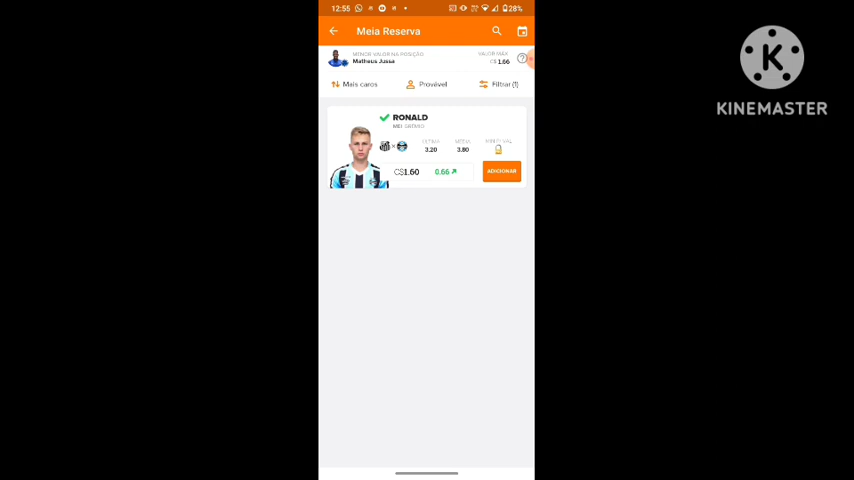 12:55
28%
Meia Reserva
MENOR VALOR NA POSIÇÃO
Matheus Jussa
VALOR MÁX
C$ 1.66
Mais caros
Provável
Filtrar (1)
RONALD
MEI GRÊMIO
ÚLTIMA
3.20
MÉDIA
3.80
C$1.60
0.66
ADICIONAR
K
KINEMASTER